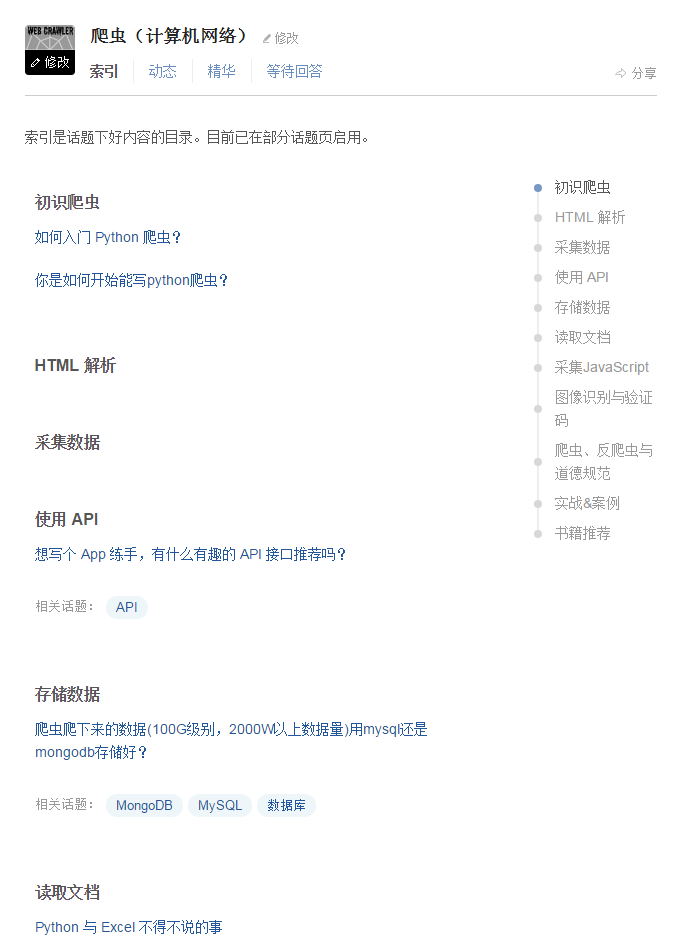 WEB CRAWLER
修改
爬虫（计算机网络）
修改
索引
动态
精华
等待回答
分享
索引是话题下好内容的目录。目前已在部分话题页启用。
初识爬虫
如何入门 Python 爬虫？
你是如何开始能写python爬虫？
HTML 解析
采集数据
使用 API
想写个 App 练手，有什么有趣的 API 接口推荐吗？
相关话题： API
存储数据
爬虫爬下来的数据(100G级别，2000W以上数据量)用mysql还是
mongodb存储好？
相关话题： MongoDB MySQL 数据库
读取文档
Python 与 Excel 不得不说的事
初识爬虫
HTML 解析
采集数据
使用 API
存储数据
读取文档
采集JavaScript
图像识别与验证
码
爬虫、反爬虫与
道德规范
实战&案例
书籍推荐